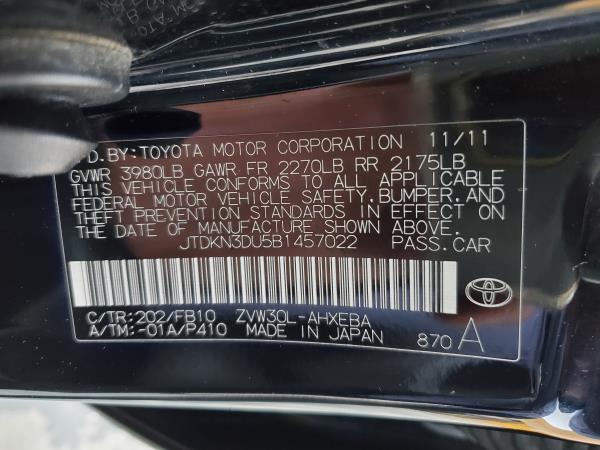 D.BY:TOYOTA MOTOR CORPORATION 11/11
GVWR 3980LB GAWR FR 2270LB RR 2175LB
THIS VEHICLE CONFORMS TO ALL APPLICABLE
FEDERAL MOTOR VEHICLE SAFETY,BUMPER,AND
THEFT PREVENTION STANDARDS IN EFFECT ON
THE DATE OF MANUFACTURE SHOWN ABOVE.
JTDKN3DU5B1457022 PASS.CAR
C/TR:202/FB10 ZVW30L-AHXEBA
A/TM:-01A/P410 MADE IN JAPAN 870 A